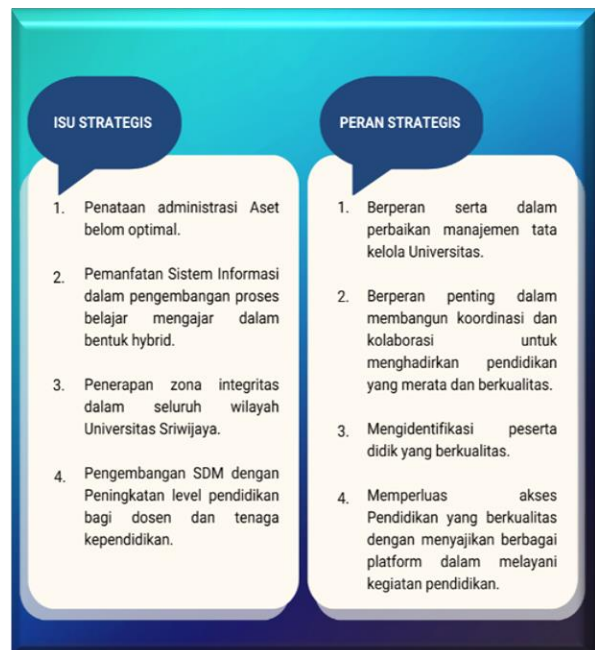 ISU STRATEGIS
1. Penataan administrasi Aset
belom optimal.
2. Pemanfatan Sistem Informasi
dalam pengembangan proses
belajar mengajar dalam
bentuk hybrid.
3. Penerapan zona integritas
dalam seluruh wilayah
Universitas Sriwijaya.
4. Pengembangan SDM dengan
Peningkatan level pendidikan
bagi dosen dan tenaga
kependidikan.
PERAN STRATEGIS
1. Berperan serta dalam
perbaikan manajemen tata
kelola Universitas.
2. Berperan penting dalam
membangun koordinasi dan
kolaborasi untuk
menghadirkan pendidikan
yang merata dan berkualitas.
3. Mengidentifikasi peserta
didik yang berkualitas.
4. Memperluas akses
Pendidikan yang berkualitas
dengan menyajikan berbagai
platform dalam melayani
kegiatan pendidikan.